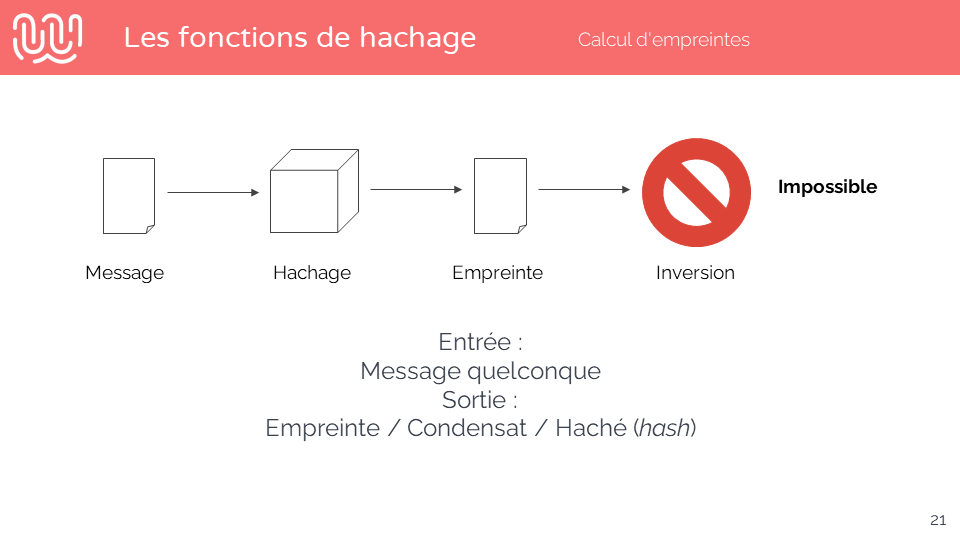 Les fonctions de hachage
Calcul d'empreintes
Impossible
Message
Hachage
Empreinte
Inversion
Entrée :
Message quelconque
Sortie :
Empreinte / Condensat / Haché (hash)
21